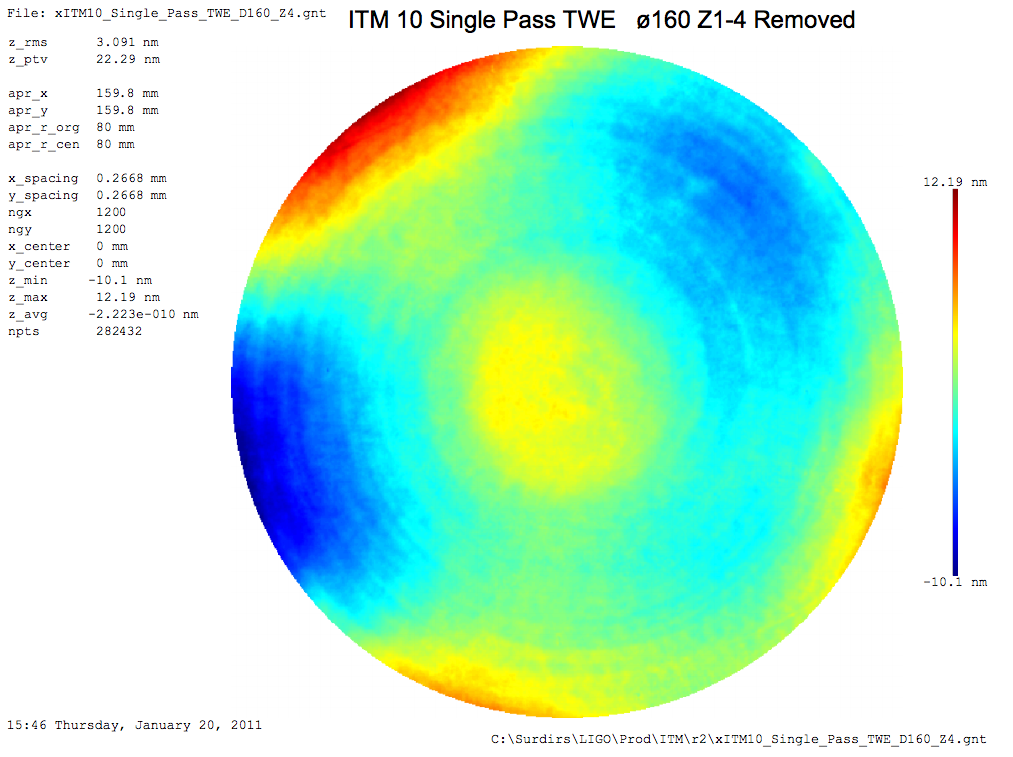 File: xITM10_Single_Pass_TWE_D160_Z4.gnt
ITM 10 Single Pass TWE ø160 Z1-4 Removed
z_rms 3.091 nm
z_ptv 22.29 nm
apr_x 159.8 mm
apr_y 159.8 mm
apr_r_org 80 mm
apr_r_cen 80 mm
x_spacing 0.2668 mm
y_spacing 0.2668 mm
ngx 1200
ngy 1200
x_center 0 mm
y_center 0 mm
z_min -10.1 nm
z_max 12.19 nm
z_avg -2.223e-010 nm
npts 282432
12.19 nm
-10.1 nm
15:46 Thursday, January 20, 2011
C:\Surdirs\LIGO\Prod\ITM\r2\xITM10_Single_Pass_TWE_D160_Z4.gnt